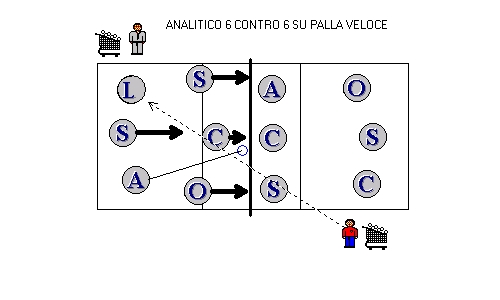 ANALITICO 6 CONTRO 6 SU PALLA VELOCE
L S A O
S C C S
A O S C